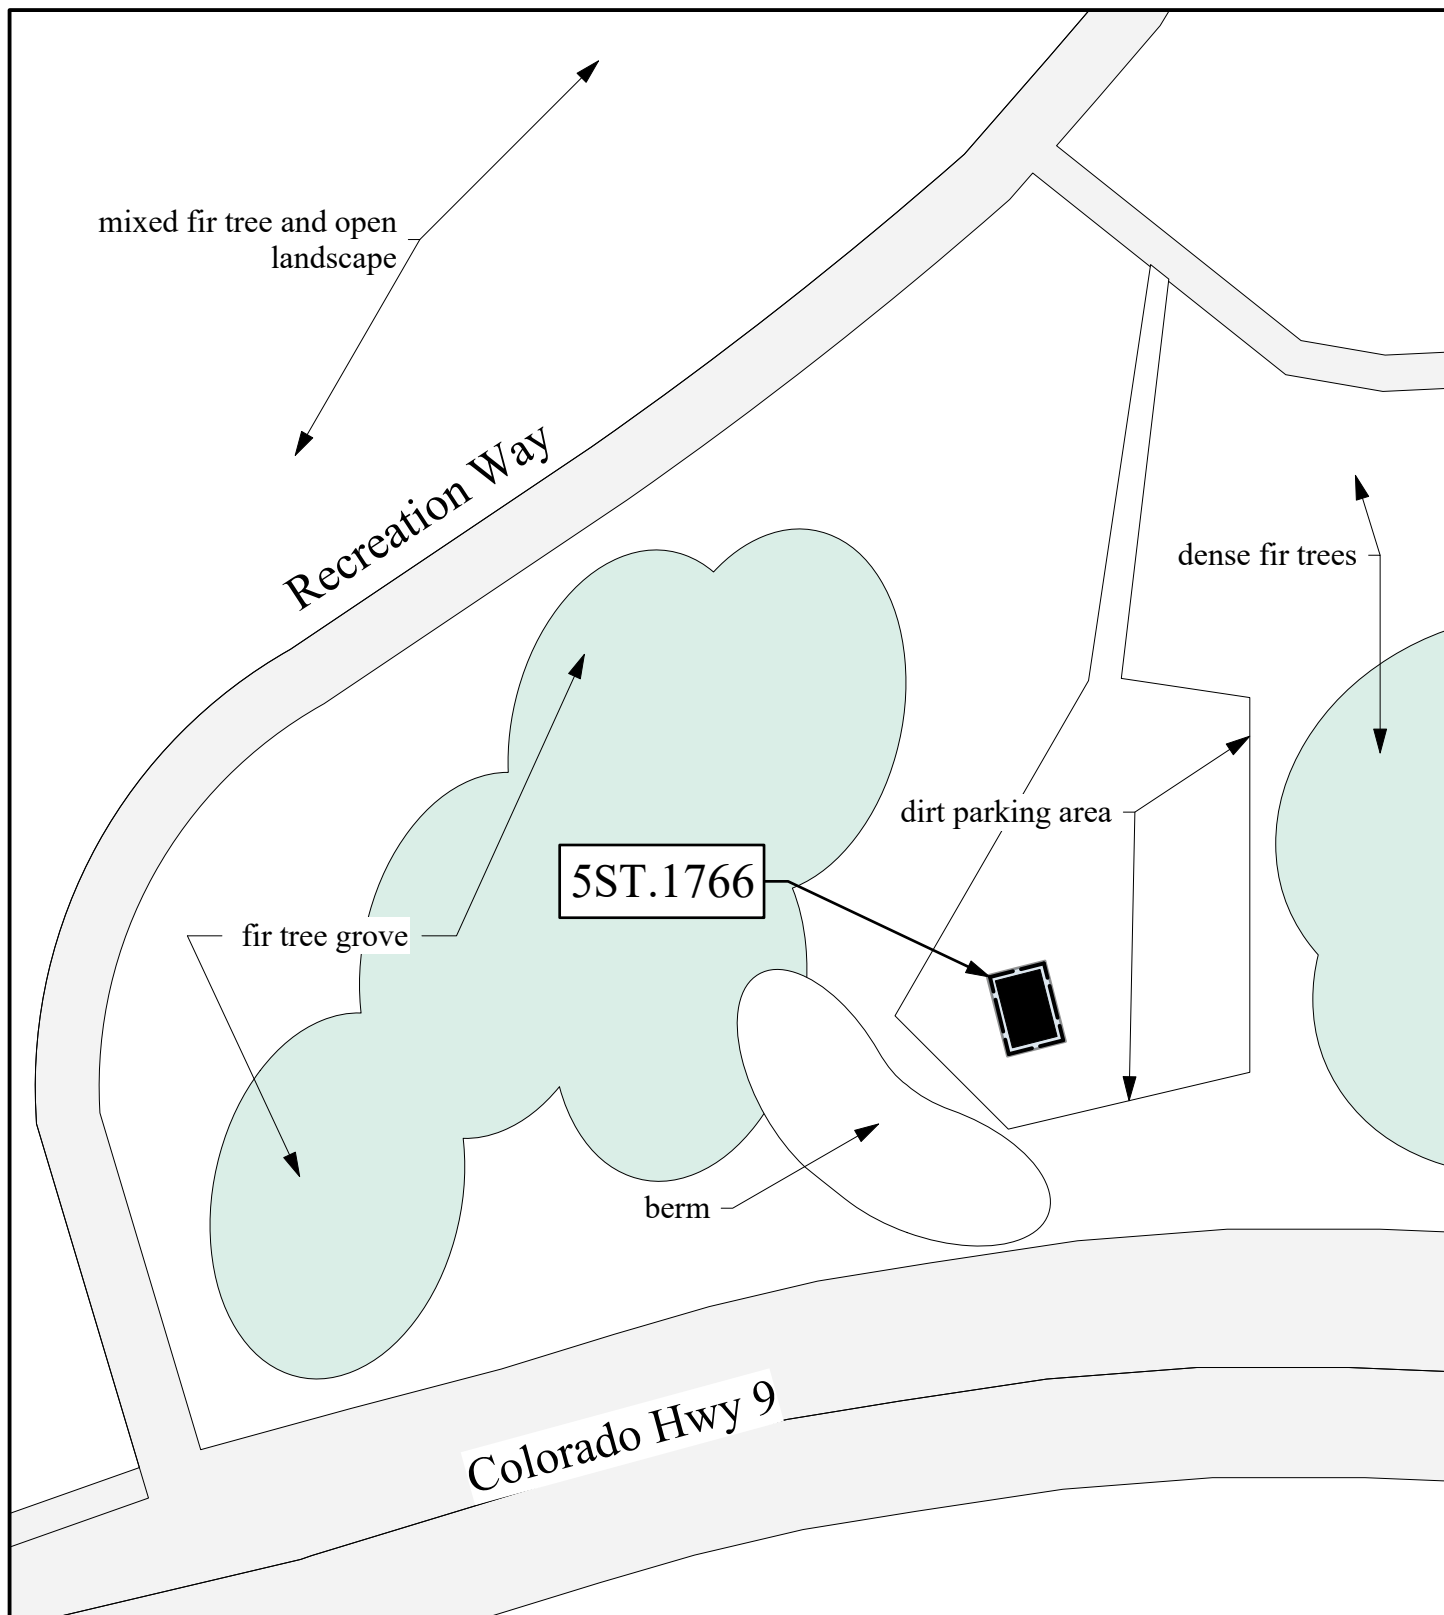 mixed fir tree and open
landscape
Recreation Way
dense fir trees
dirt parking area
5ST.1766
fir tree grove
berm
Colorado Hwy 9